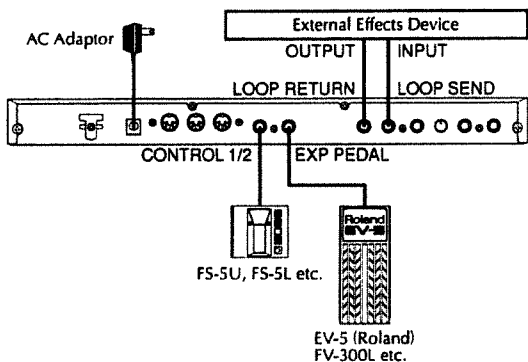 External Effects Device
AC Adaptor
OUTPUT INPUT
LOOP RETURN LOOP SEND
CONTROL 1/2 EXP PEDAL
Roland
EV-5
FS-5U, FS-5L etc.
EV-5 (Roland)
FV-300L etc.